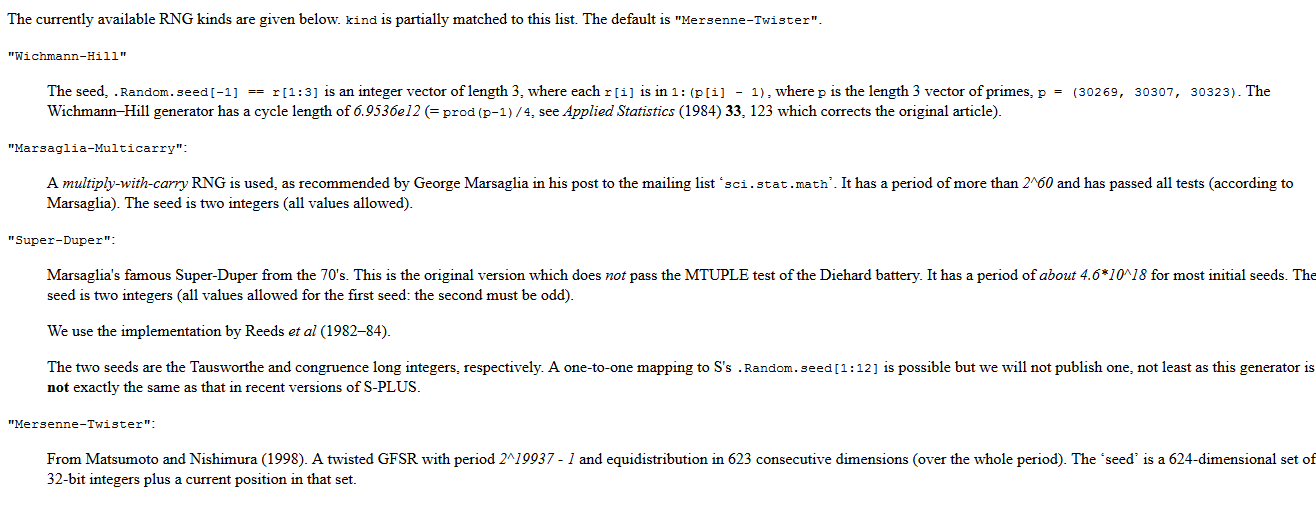 The currently available RNG kinds are given below. kind is partially matched to this list. The default is "Mersenne-Twister".
"Wichmann-Hill"
The seed, .Random.seed[-1] == r[1:3] is an integer vector of length 3, where each r[i] is in 1:(p[i] - 1), where p is the length 3 vector of primes, p = (30269, 30307, 30323). The
Wichmann–Hill generator has a cycle length of 6.9536e12 (= prod(p-1)/4, see Applied Statistics (1984) 33, 123 which corrects the original article).
"Marsaglia-Multicarry":
A multiply-with-carry RNG is used, as recommended by George Marsaglia in his post to the mailing list ‘sci.stat.math’. It has a period of more than 2^60 and has passed all tests (according to
Marsaglia). The seed is two integers (all values allowed).
"Super-Duper":
Marsaglia's famous Super-Duper from the 70's. This is the original version which does not pass the MTUPLE test of the Diehard battery. It has a period of about 4.6*10^18 for most initial seeds. The
seed is two integers (all values allowed for the first seed: the second must be odd).
We use the implementation by Reeds et al (1982–84).
The two seeds are the Tausworthe and congruence long integers, respectively. A one-to-one mapping to S's .Random.seed[1:12] is possible but we will not publish one, not least as this generator is
not exactly the same as that in recent versions of S-PLUS.
"Mersenne-Twister":
From Matsumoto and Nishimura (1998). A twisted GFSR with period 2^19937 - 1 and equidistribution in 623 consecutive dimensions (over the whole period). The ‘seed’ is a 624-dimensional set of
32-bit integers plus a current position in that set.